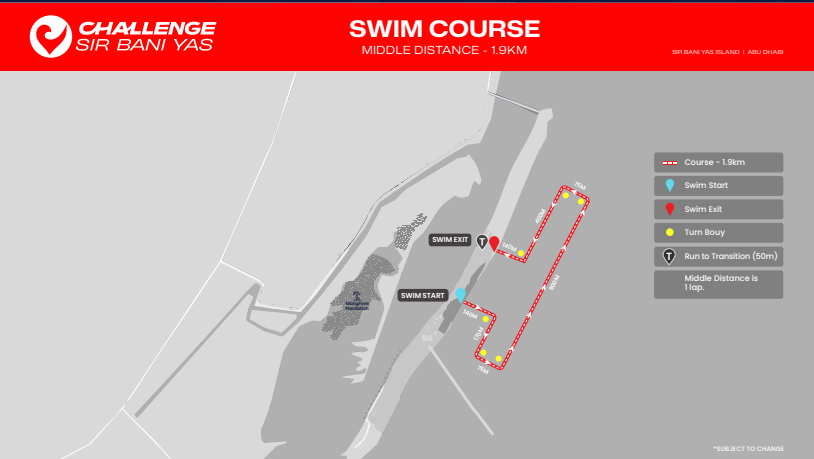 CHALLENGE
SIR BANI YAS
SWIM COURSE
MIDDLE DISTANCE - 1.9KM
SIR BANI YAS ISLAND | ABU DHABI
Course - 1.9km
Swim Start
Swim Exit
Turn Bouy
T Run to Transition (50m)
Middle Distance is
1 lap.
75M
SWIM EXIT
T
140M
SWIM START
140M
75M
Mangrove
Plantation
*SUBJECT TO CHANGE